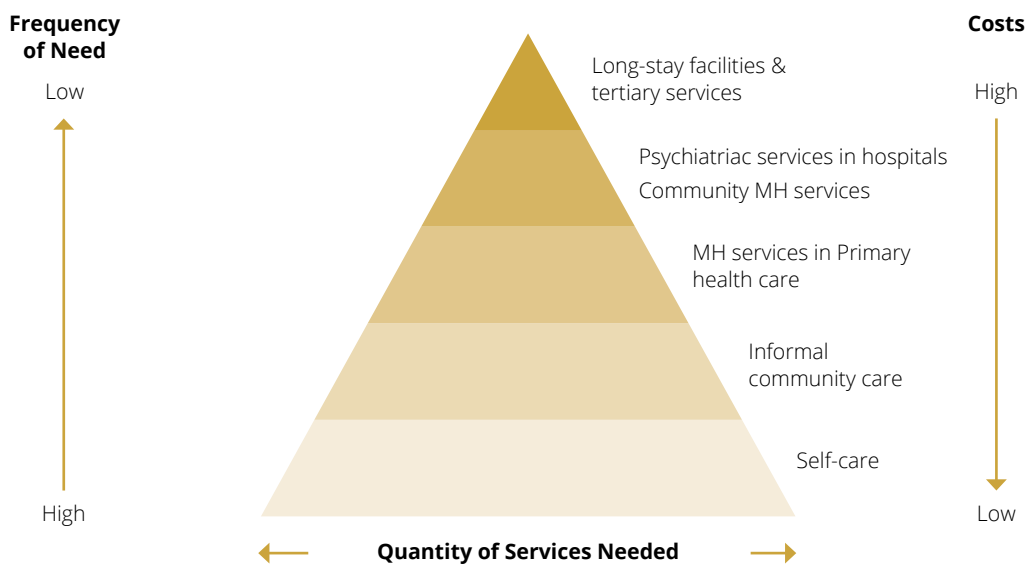 Frequency
of Need
Costs
Low
High
Long-stay facilities &
tertiary services
Psychiatriac services in hospitals
Community MH services
MH services in Primary
health care
Informal
community care
Self-care
High
Low
Quantity of Services Needed